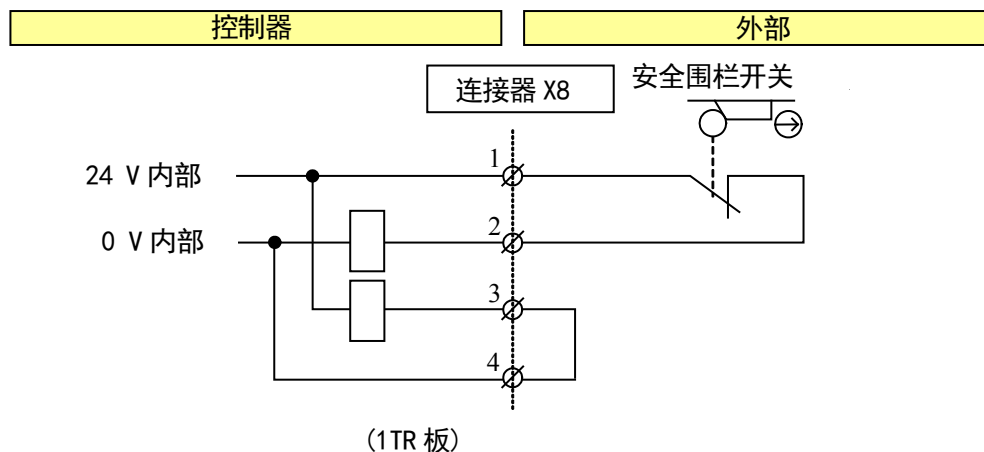 控制器
外部
连接器 X8
安全围栏开关
24 V 内部
0 V 内部
1
2
3
4
(1TR 板)